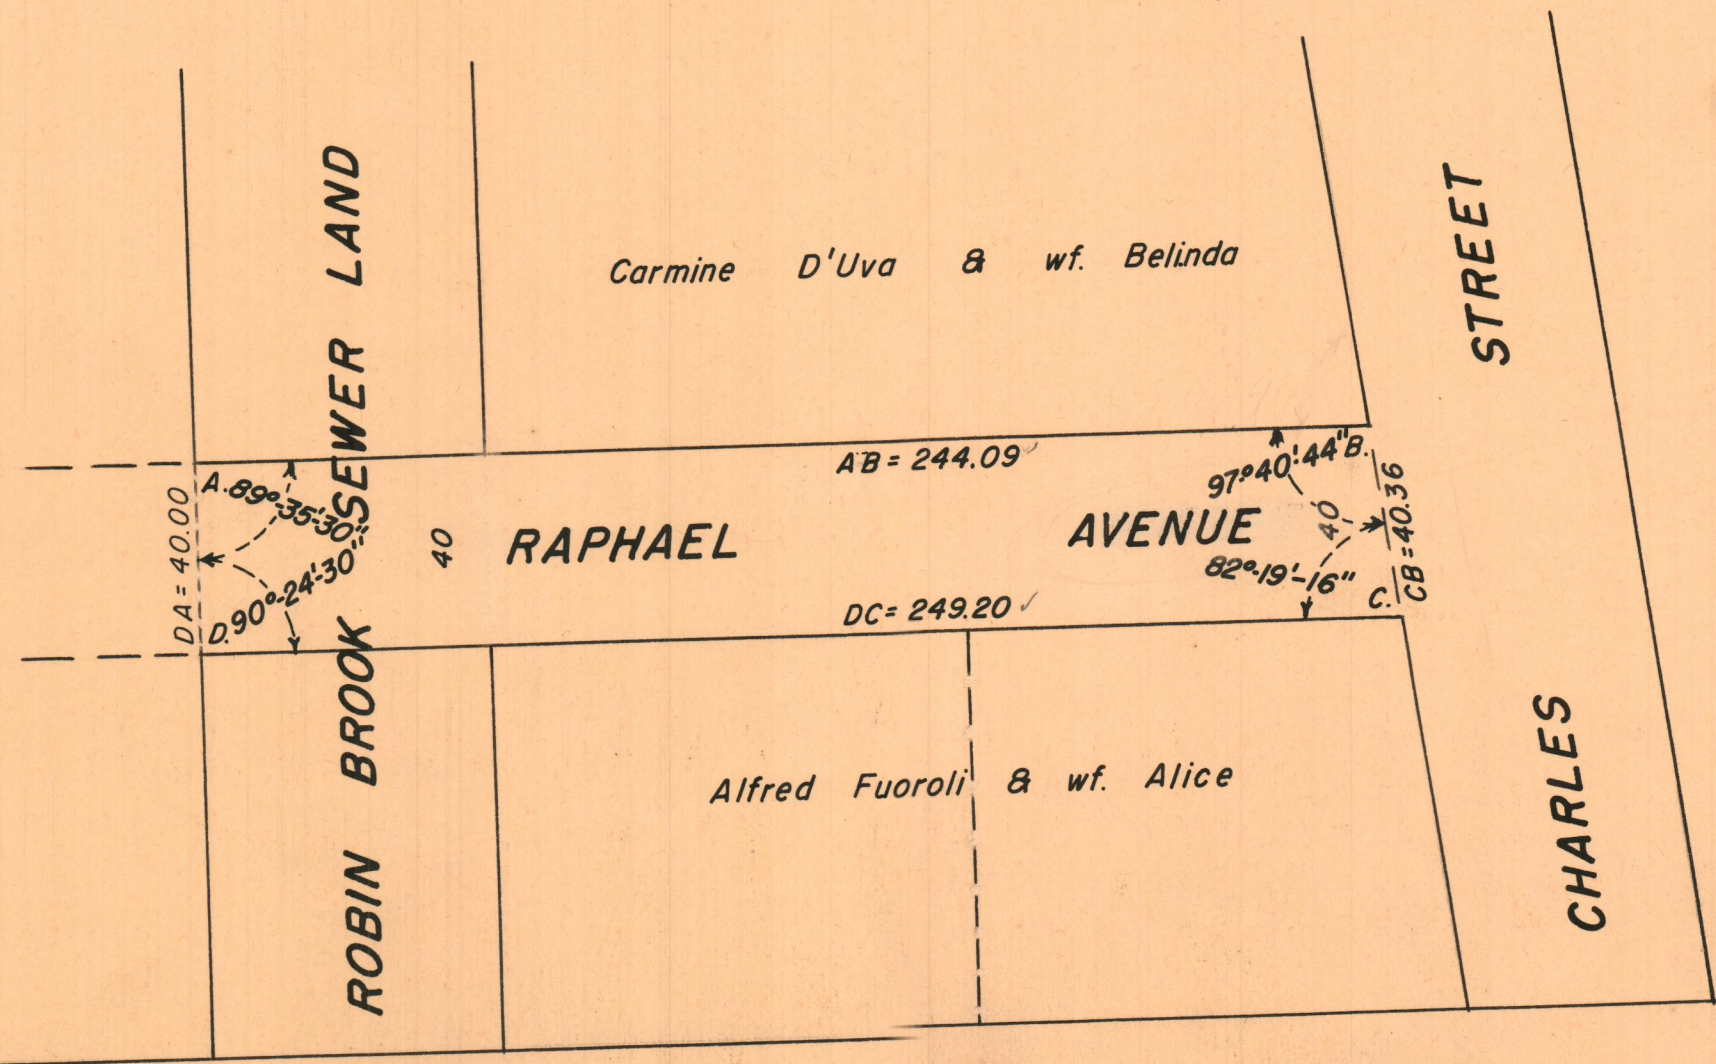 Carmine D'Uva & wf. Belinda
STREET
SEWER LAND
AB = 244.09
97°40'44" B.
A. 89°-35'-30"
DA = 40.00
40
RAPHAEL AVENUE
40
CB = 40.36
D. 90°-24'-30"
82°-19'-16"
C.
DC = 249.20
ROBIN BROOK
Alfred Fuoroli & wf. Alice
CHARLES